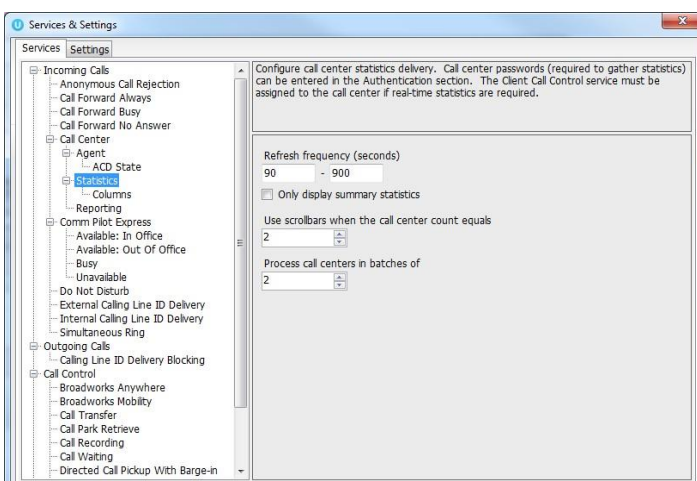 Services & Settings
Services
Settings
Incoming Calls
Anonymous Call Rejection
Call Forward Always
Call Forward Busy
Call Forward No Answer
Call Center
Agent
ACD State
Statistics
Columns
Reporting
Comm Pilot Express
Available: In Office
Available: Out Of Office
Busy
Unavailable
Do Not Disturb
External Calling Line ID Delivery
Internal Calling Line ID Delivery
Simultaneous Ring
Outgoing Calls
Calling Line ID Delivery Blocking
Call Control
Broadworks Anywhere
Broadworks Mobility
Call Transfer
Call Park Retrieve
Call Recording
Call Waiting
Directed Call Pickup With Barge-in
Configure call center statistics delivery. Call center passwords (required to gather statistics)
can be entered in the Authentication section. The Client Call Control service must be
assigned to the call center if real-time statistics are required.
Refresh frequency (seconds)
90 - 900
Only display summary statistics
Use scrollbars when the call center count equals
2
Process call centers in batches of
2